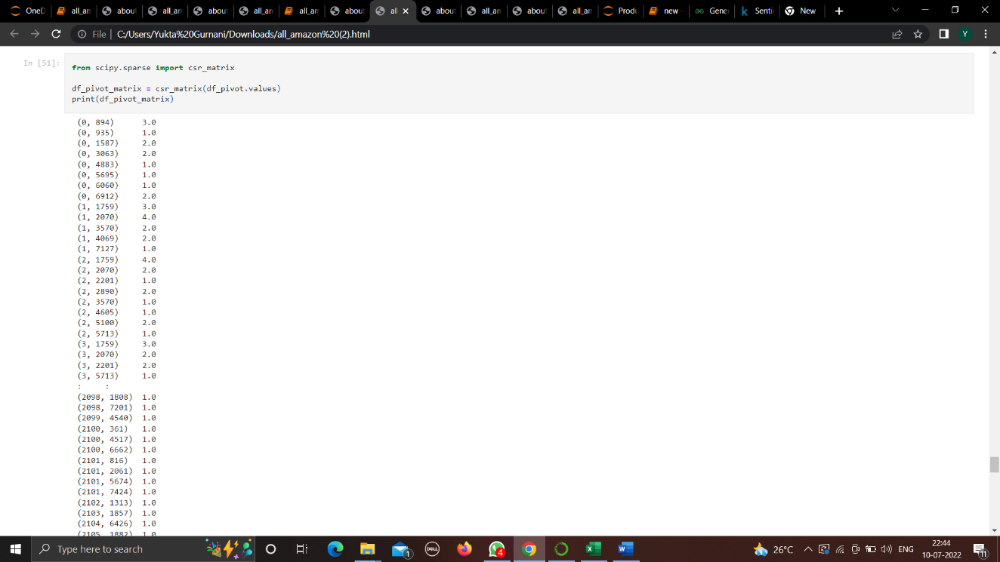 OneD
all_an
about
all_an
about
all_an
all_an
about
all
about
all_an
about
all_an
Produ
new
Gene
Senti
New
File | C:/Users/Yukta%20Gurnani/Downloads/all_amazon%20(2).html
Y
In [51]:
from scipy.sparse import csr_matrix
df_pivot_matrix = csr_matrix(df_pivot.values)
print(df_pivot_matrix)
(0, 894) 3.0
(0, 935) 1.0
(0, 1587) 2.0
(0, 3063) 2.0
(0, 4883) 1.0
(0, 5695) 1.0
(0, 6060) 1.0
(0, 6912) 2.0
(1, 1759) 3.0
(1, 2070) 4.0
(1, 3570) 2.0
(1, 4069) 2.0
(1, 7127) 1.0
(2, 1759) 4.0
(2, 2070) 2.0
(2, 2201) 1.0
(2, 2890) 2.0
(2, 3570) 1.0
(2, 4605) 1.0
(2, 5100) 2.0
(2, 5713) 1.0
(3, 1759) 3.0
(3, 2070) 2.0
(3, 2201) 2.0
(3, 5713) 1.0
: :
(2098, 1808) 1.0
(2098, 7201) 1.0
(2099, 4540) 1.0
(2100, 361) 1.0
(2100, 4517) 1.0
(2100, 6662) 1.0
(2101, 816) 1.0
(2101, 2061) 1.0
(2101, 5674) 1.0
(2101, 7424) 1.0
(2102, 1313) 1.0
(2103, 1857) 1.0
(2104, 6426) 1.0
(2105, 1882) 1.0
Type here to search
1
DELL
4
26°C
ENG
22:44
10-07-2022
11